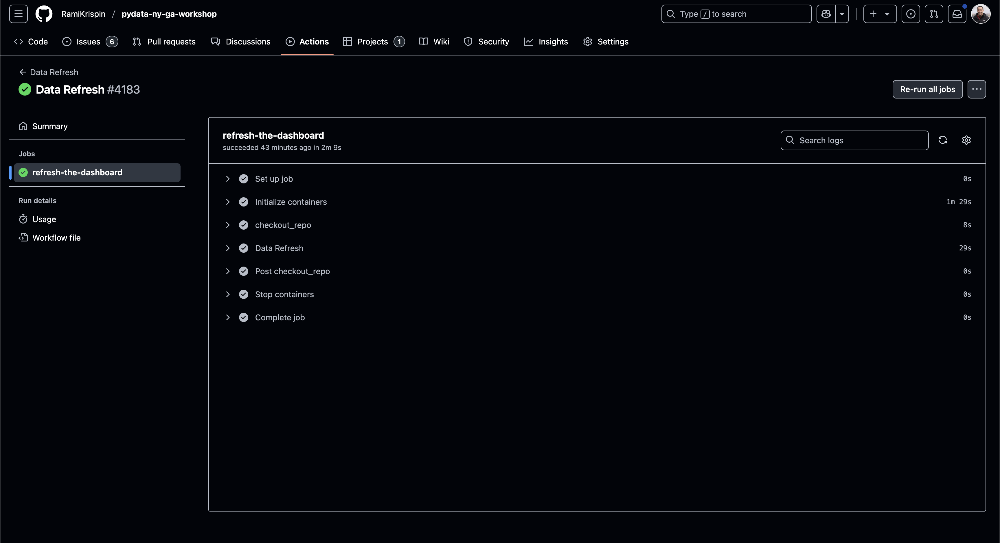 RamiKrispin / pydata-ny-ga-workshop
Type / to search
Code
Issues 6
Pull requests
Discussions
Actions
Projects 1
Wiki
Security
Insights
Settings
Data Refresh
Data Refresh #4183
Re-run all jobs
Summary
Jobs
refresh-the-dashboard
Run details
Usage
Workflow file
refresh-the-dashboard
succeeded 43 minutes ago in 2m 9s
Search logs
Set up job 0s
Initialize containers 1m 29s
checkout_repo 8s
Data Refresh 29s
Post checkout_repo 0s
Stop containers 0s
Complete job 0s